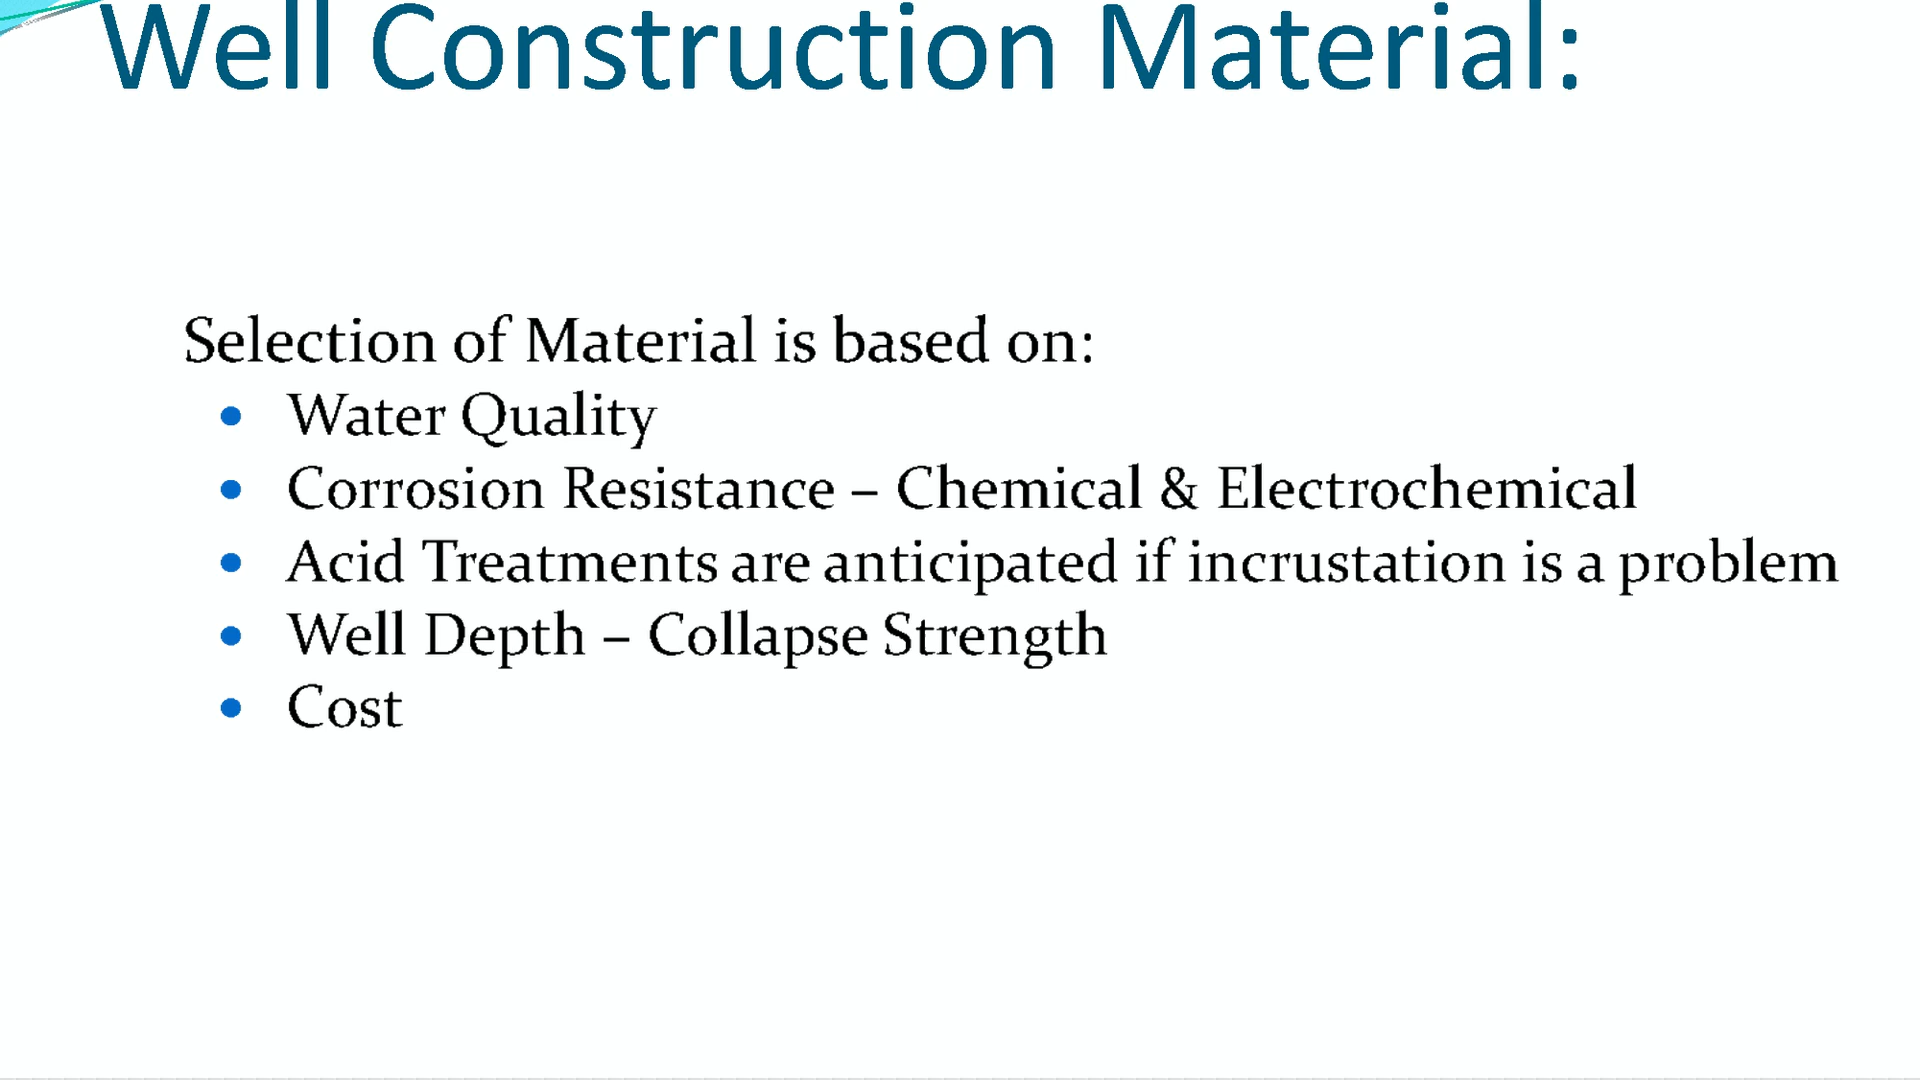 Well Construction Material:
Selection of Material is based on:
• Water Quality
• Corrosion Resistance – Chemical & Electrochemical
• Acid Treatments are anticipated if incrustation is a problem
• Well Depth – Collapse Strength
• Cost